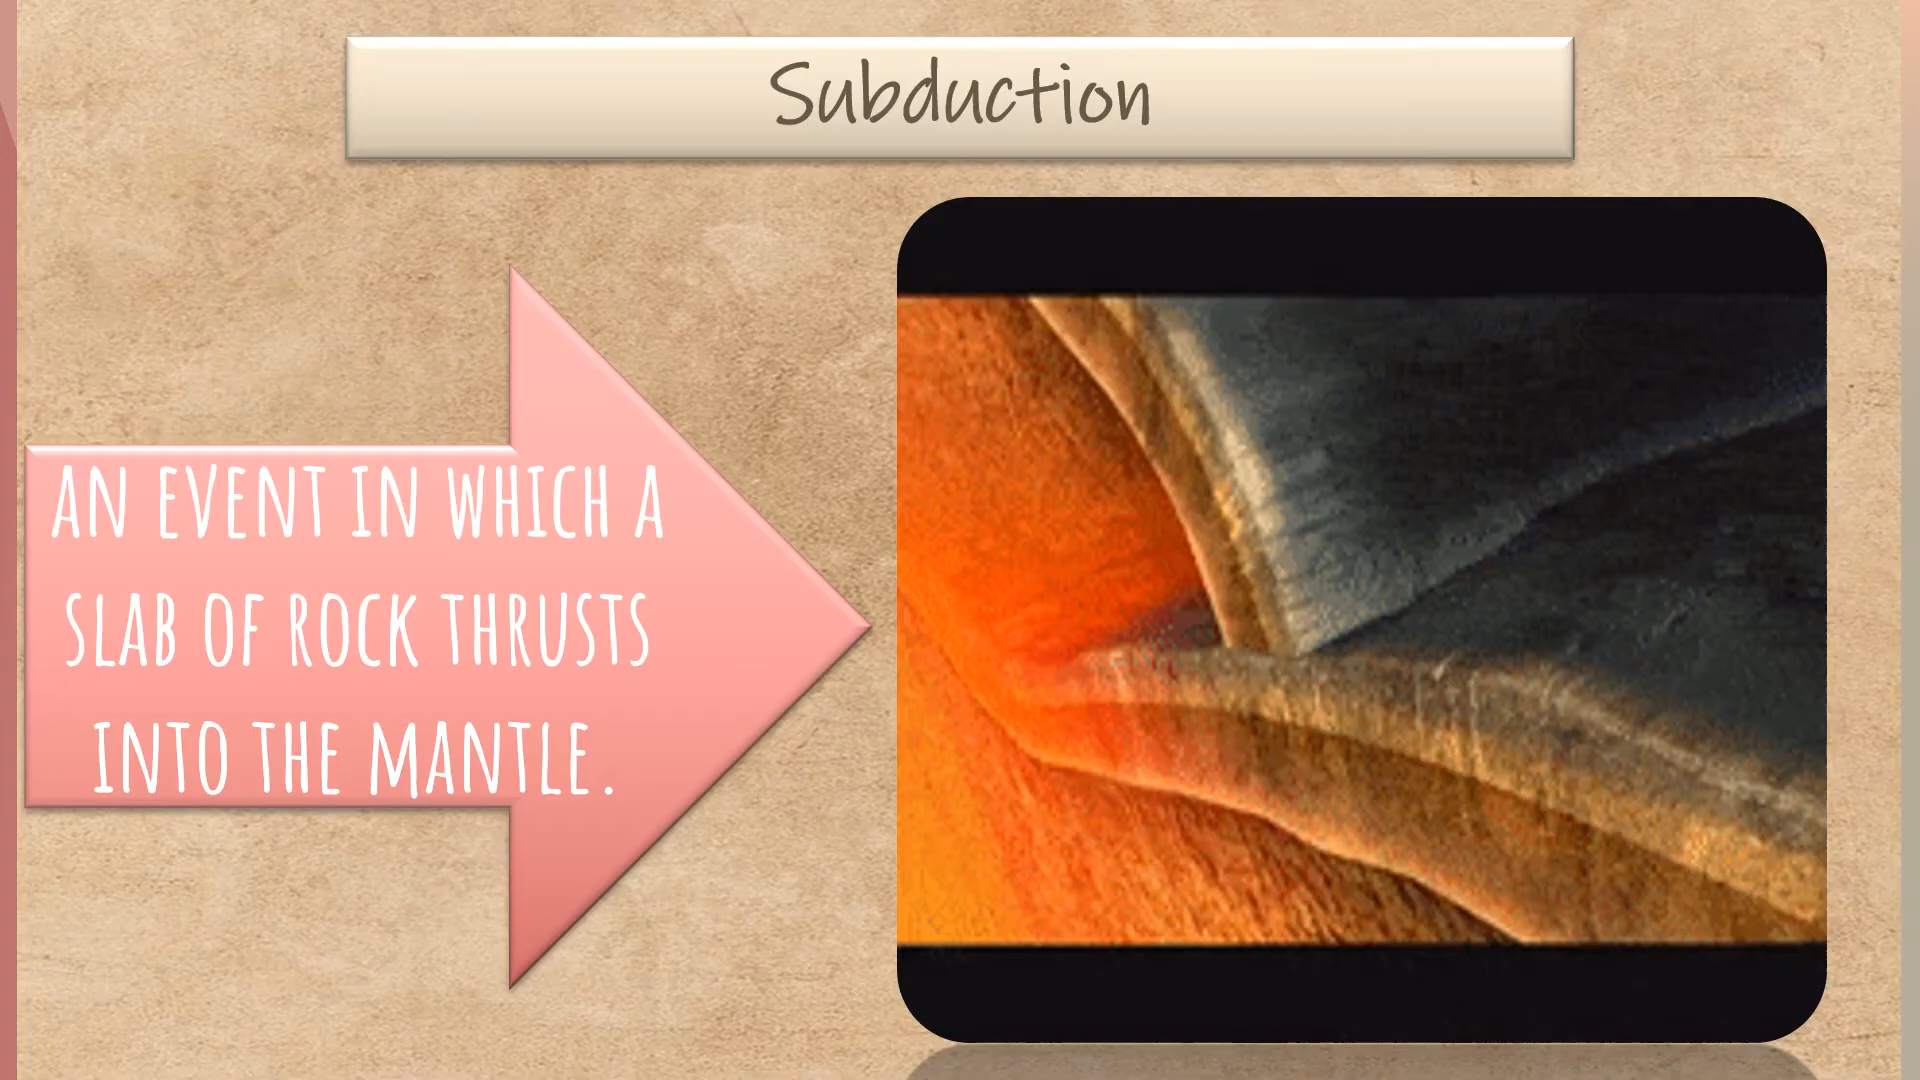 Subduction
AN EVENT IN WHICH A
SLAB OF ROCK THRUSTS
INTO THE MANTLE.